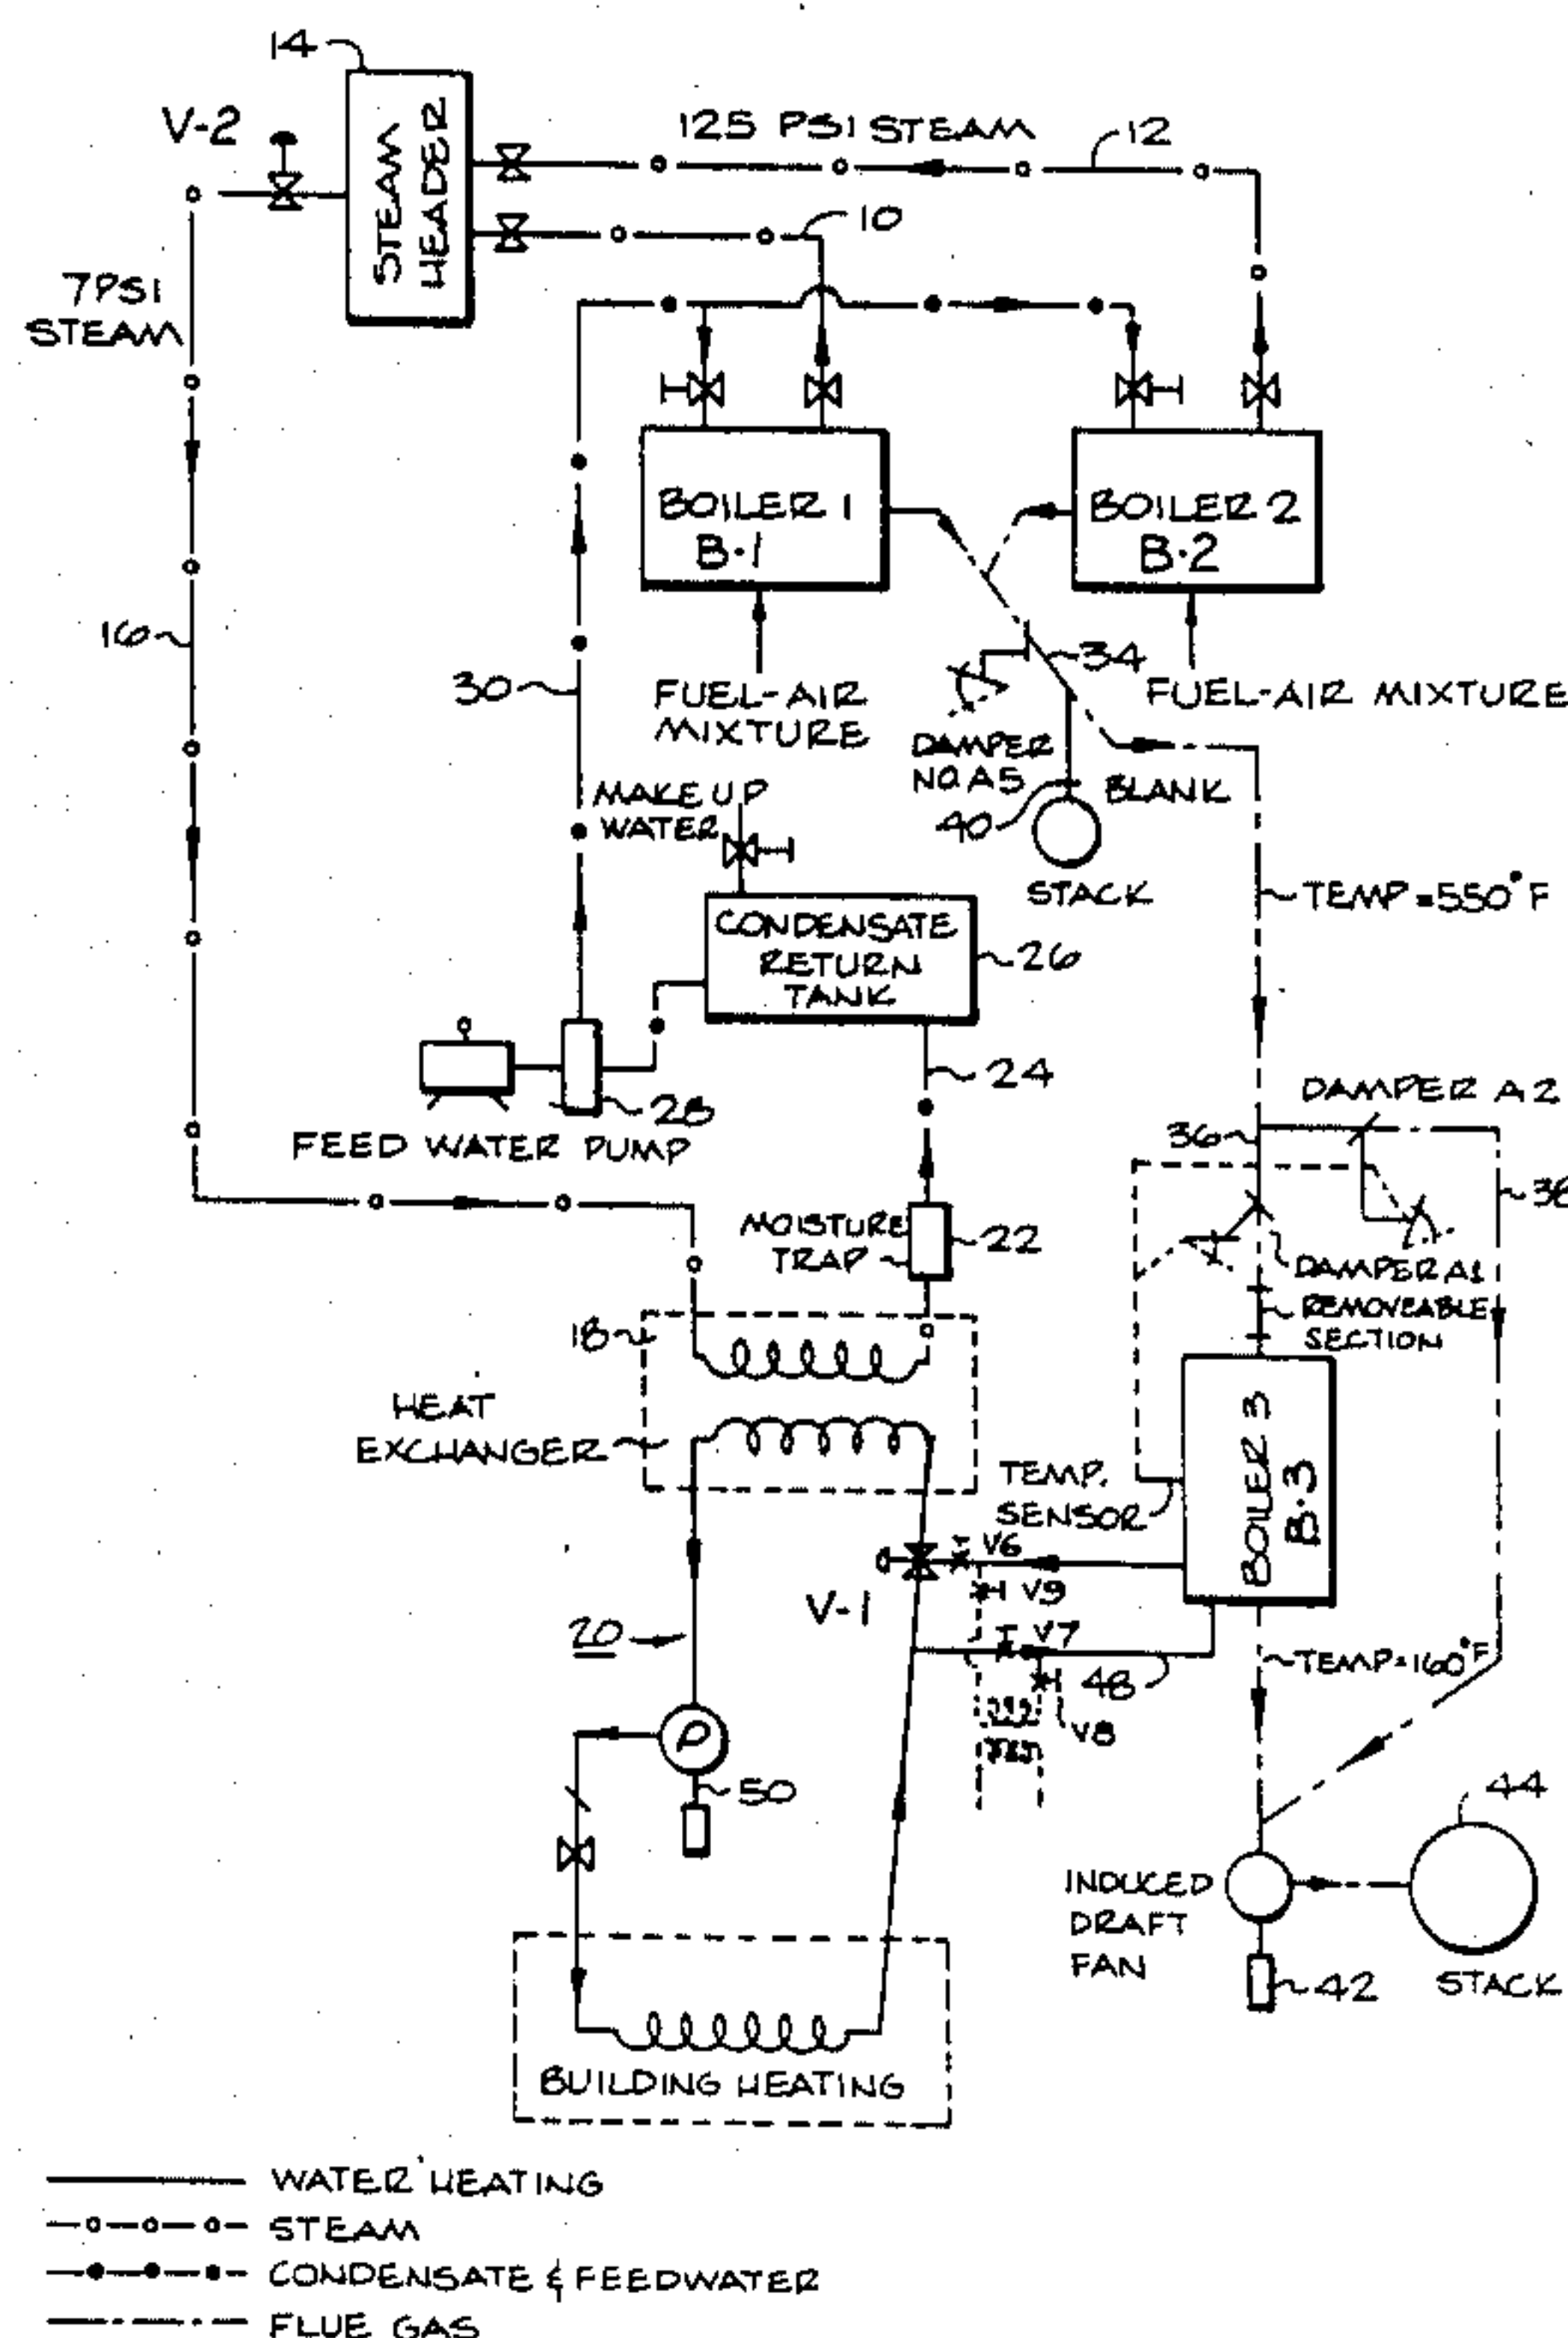 14
V-2
STEAM
HEADER
125 PSI STEAM
12
10
7PSI
STEAM
BOILER 1
B-1
BOILER 2
B-2
16
30
FUEL-AIR
MIXTURE
34
FUEL-AIR MIXTURE
DAMPER
NO. A5
BLANK
40
STACK
MAKE UP
WATER
TEMP = 550°F
CONDENSATE
RETURN
TANK
26
24
28
FEED WATER PUMP
DAMPER A2
36
38
MOISTURE
TRAP
22
DAMPER A1
REMOVEABLE
SECTION
18
HEAT
EXCHANGER
TEMP.
SENSOR
BOILER 3
B-3
V6
V9
V-1
V7
20
48
TEMP=160°F
V8
50
44
INDUCED
DRAFT
FAN
42
STACK
P
BUILDING HEATING
WATER HEATING
STEAM
CONDENSATE & FEEDWATER
FLUE GAS